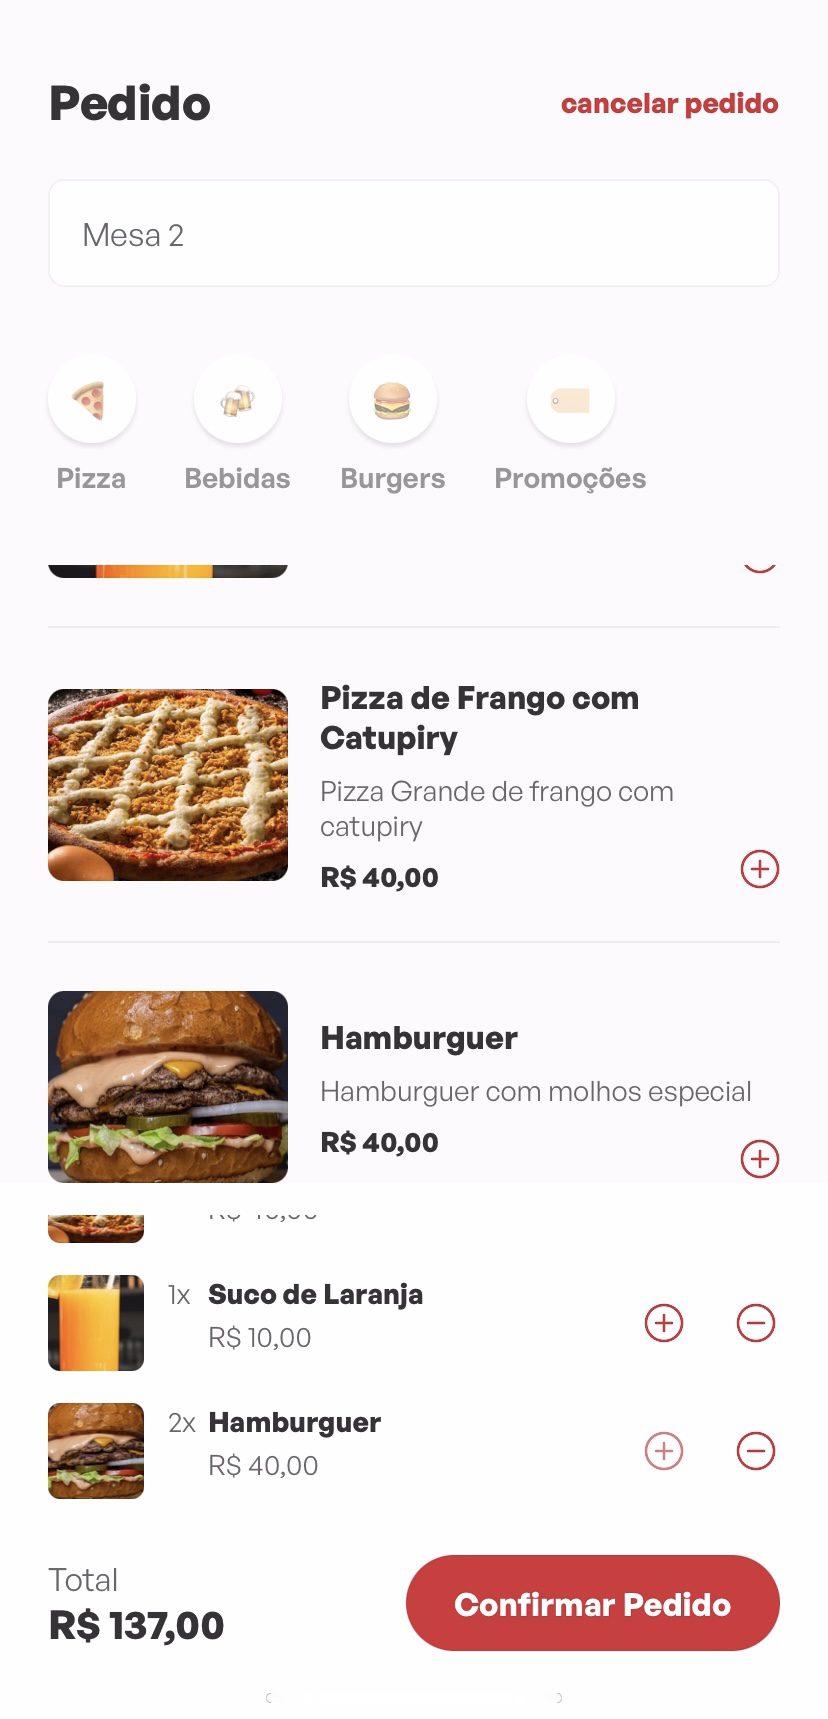 Pedido
cancelar pedido
Mesa 2
Pizza
Bebidas
Burgers
Promoções
Pizza de Frango com
Catupiry
Pizza Grande de frango com
catupiry
R$ 40,00
Hamburguer
Hamburguer com molhos especial
R$ 40,00
1x Suco de Laranja
R$ 10,00
2x Hamburguer
R$ 40,00
Total
R$ 137,00
Confirmar Pedido